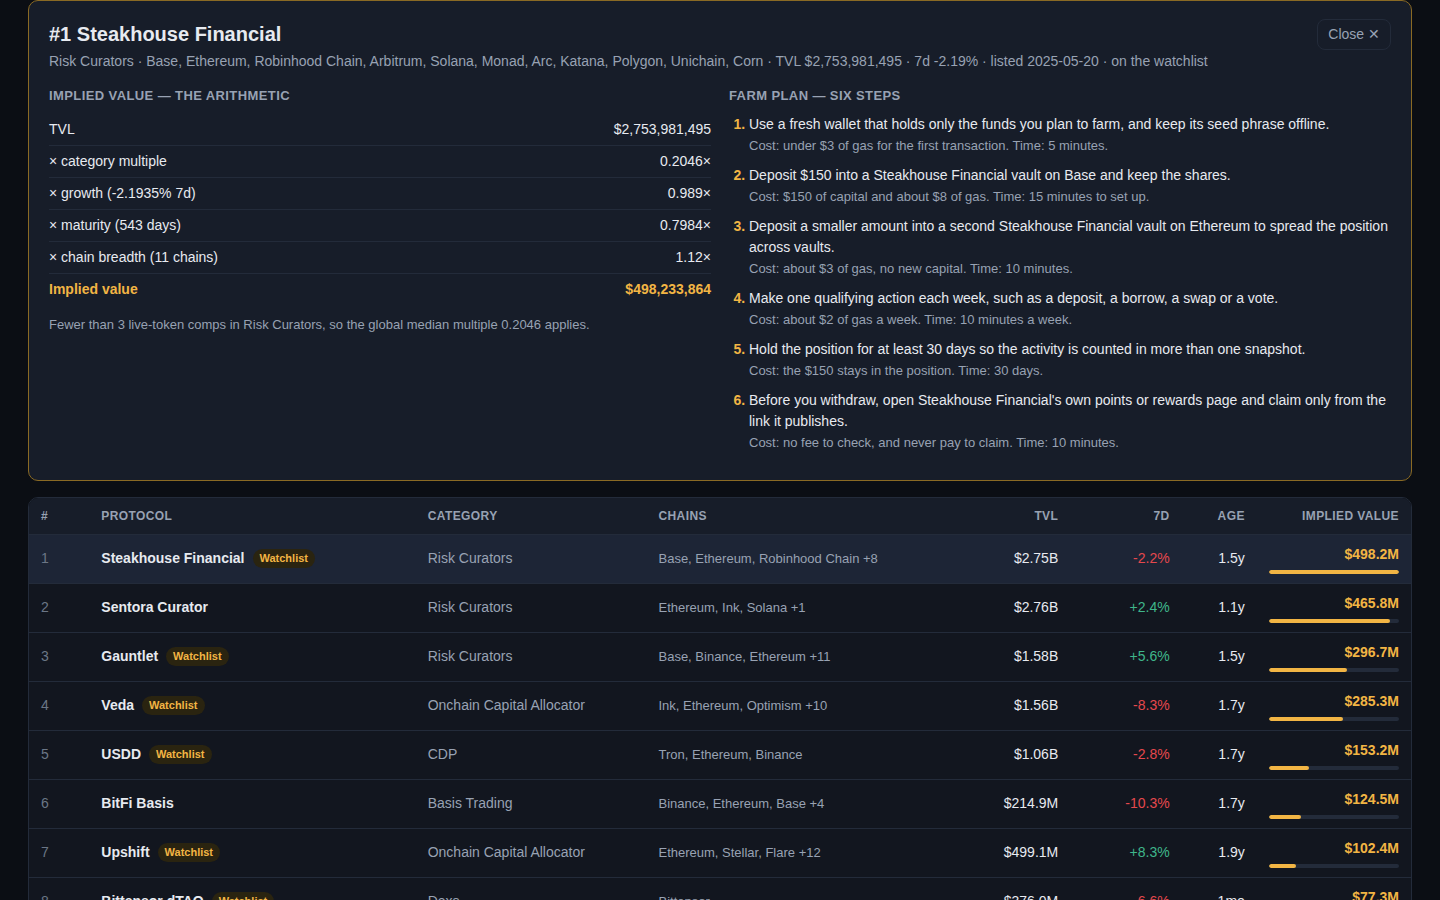 #1 Steakhouse Financial
Close ✕
Risk Curators · Base, Ethereum, Robinhood Chain, Arbitrum, Solana, Monad, Arc, Katana, Polygon, Unichain, Corn · TVL $2,753,981,495 · 7d -2.19% · listed 2025-05-20 · on the watchlist
IMPLIED VALUE — THE ARITHMETIC
TVL $2,753,981,495
× category multiple 0.2046×
× growth (-2.1935% 7d) 0.989×
× maturity (543 days) 0.7984×
× chain breadth (11 chains) 1.12×
Implied value $498,233,864
Fewer than 3 live-token comps in Risk Curators, so the global median multiple 0.2046 applies.
FARM PLAN — SIX STEPS
1. Use a fresh wallet that holds only the funds you plan to farm, and keep its seed phrase offline.
Cost: under $3 of gas for the first transaction. Time: 5 minutes.
2. Deposit $150 into a Steakhouse Financial vault on Base and keep the shares.
Cost: $150 of capital and about $8 of gas. Time: 15 minutes to set up.
3. Deposit a smaller amount into a second Steakhouse Financial vault on Ethereum to spread the position
across vaults.
Cost: about $3 of gas, no new capital. Time: 10 minutes.
4. Make one qualifying action each week, such as a deposit, a borrow, a swap or a vote.
Cost: about $2 of gas a week. Time: 10 minutes a week.
5. Hold the position for at least 30 days so the activity is counted in more than one snapshot.
Cost: the $150 stays in the position. Time: 30 days.
6. Before you withdraw, open Steakhouse Financial's own points or rewards page and claim only from the
link it publishes.
Cost: no fee to check, and never pay to claim. Time: 10 minutes.
# PROTOCOL CATEGORY CHAINS TVL 7D AGE IMPLIED VALUE
1 Steakhouse Financial Watchlist Risk Curators Base, Ethereum, Robinhood Chain +8 $2.75B -2.2% 1.5y $498.2M
2 Sentora Curator Risk Curators Ethereum, Ink, Solana +1 $2.76B +2.4% 1.1y $465.8M
3 Gauntlet Watchlist Risk Curators Base, Binance, Ethereum +11 $1.58B +5.6% 1.5y $296.7M
4 Veda Watchlist Onchain Capital Allocator Ink, Ethereum, Optimism +10 $1.56B -8.3% 1.7y $285.3M
5 USDD Watchlist CDP Tron, Ethereum, Binance $1.06B -2.8% 1.7y $153.2M
6 BitFi Basis Basis Trading Binance, Ethereum, Base +4 $214.9M -10.3% 1.7y $124.5M
7 Upshift Watchlist Onchain Capital Allocator Ethereum, Stellar, Flare +12 $499.1M +8.3% 1.9y $102.4M
8 Bittensor dTAO Watchlist Dexs Bittensor $376.9M -6.6% 1mo $77.3M